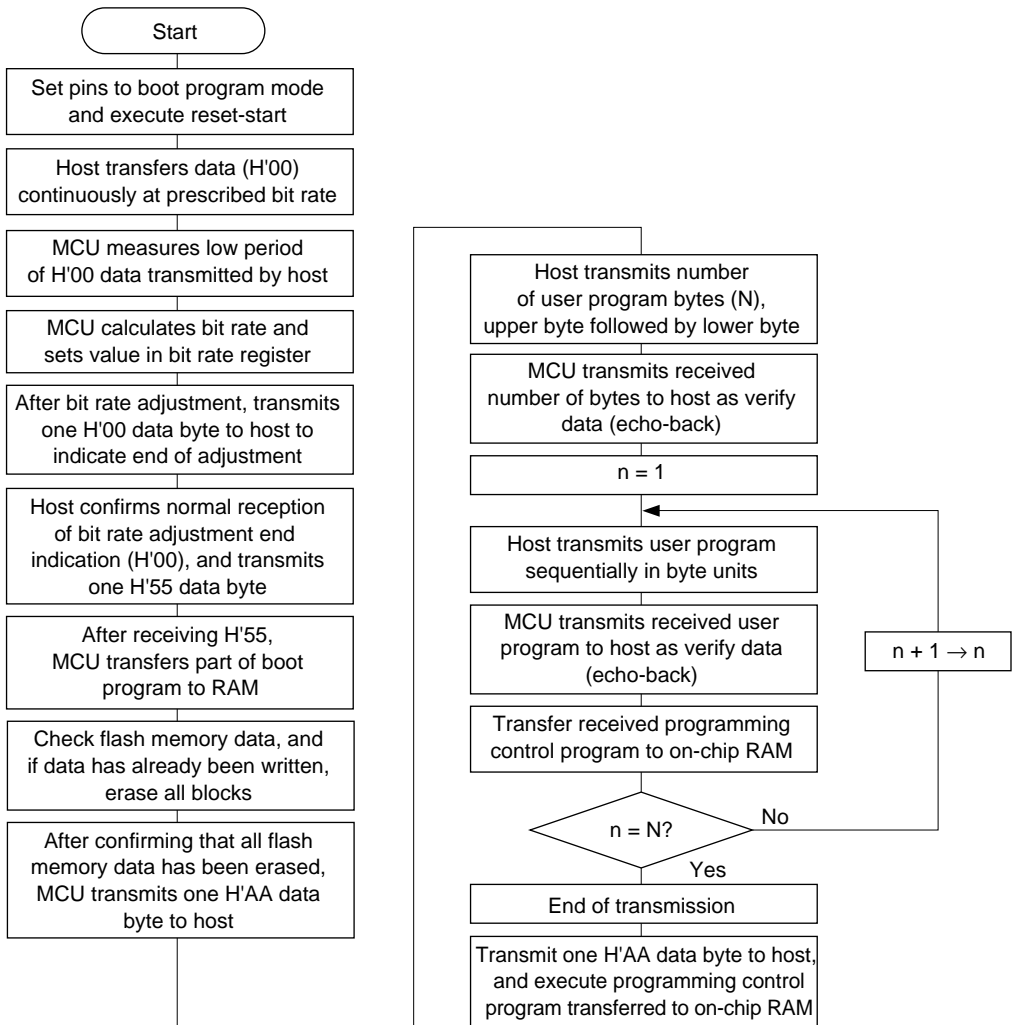 Start
Set pins to boot program mode
and execute reset-start
Host transfers data (H'00)
continuously at prescribed bit rate
MCU measures low period
of H'00 data transmitted by host
MCU calculates bit rate and
sets value in bit rate register
After bit rate adjustment, transmits
one H'00 data byte to host to
indicate end of adjustment
Host confirms normal reception
of bit rate adjustment end
indication (H'00), and transmits
one H'55 data byte
After receiving H'55,
MCU transfers part of boot
program to RAM
Check flash memory data, and
if data has already been written,
erase all blocks
After confirming that all flash
memory data has been erased,
MCU transmits one H'AA data
byte to host
Host transmits number
of user program bytes (N),
upper byte followed by lower byte
MCU transmits received
number of bytes to host as verify
data (echo-back)
n = 1
Host transmits user program
sequentially in byte units
MCU transmits received user
program to host as verify data
(echo-back)
n + 1 → n
Transfer received programming
control program to on-chip RAM
n = N?
No
Yes
End of transmission
Transmit one H'AA data byte to host,
and execute programming control
program transferred to on-chip RAM